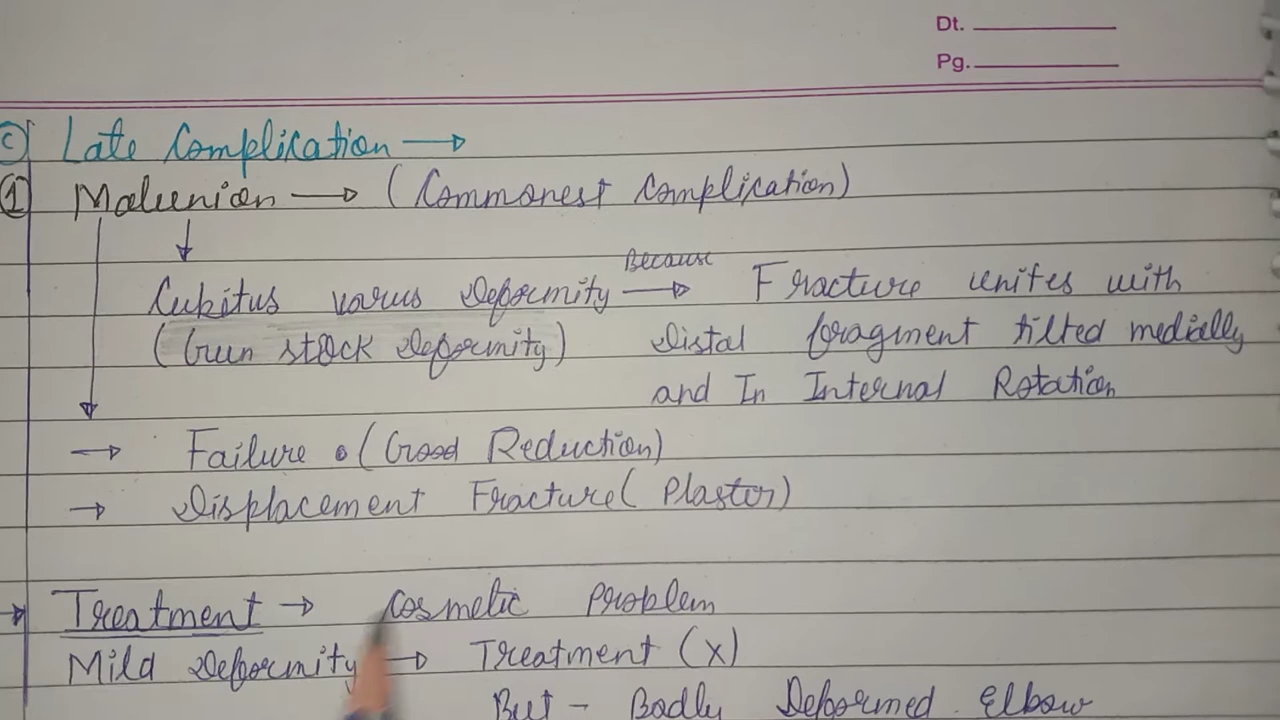 Dt.
Pg.
C) Late Complication →
① Malunion → (Commonest Complication)
Because
Cubitus varus Deformity → Fracture unites with
(Gun stock Deformity) Distal fragment tilted medially
and In Internal Rotation
→ Failure (Good Reduction)
→ Displacement Fracture (Plaster)
→ Treatment → Cosmetic Problem
Mild Deformity → Treatment (x)
But - Badly Deformed Elbow